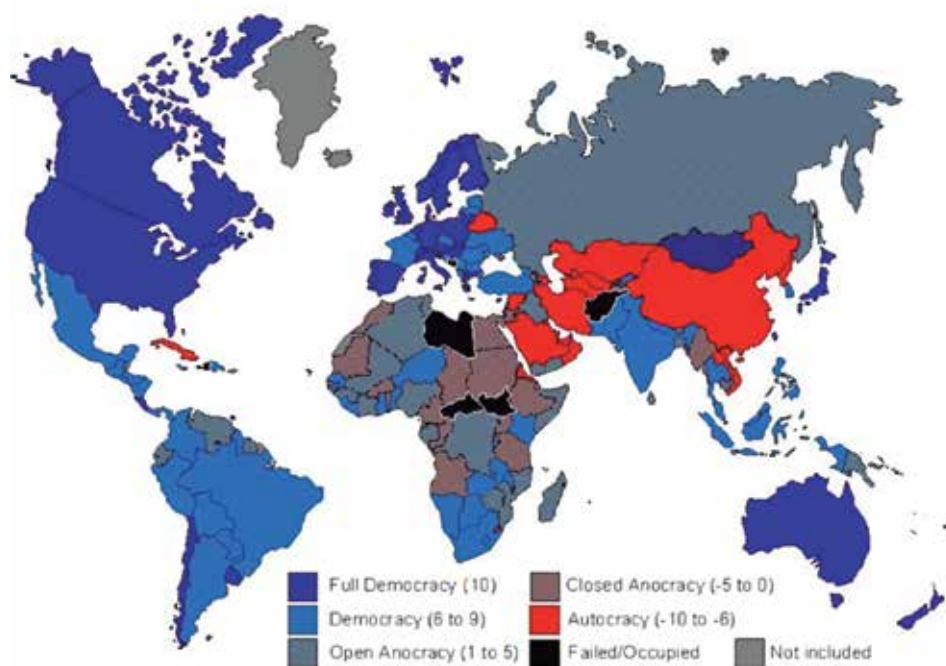 Full Democracy (10)
Democracy (6 to 9)
Open Anocracy (1 to 5)
Closed Anocracy (-5 to 0)
Autocracy (-10 to -6)
Failed/Occupied
Not included